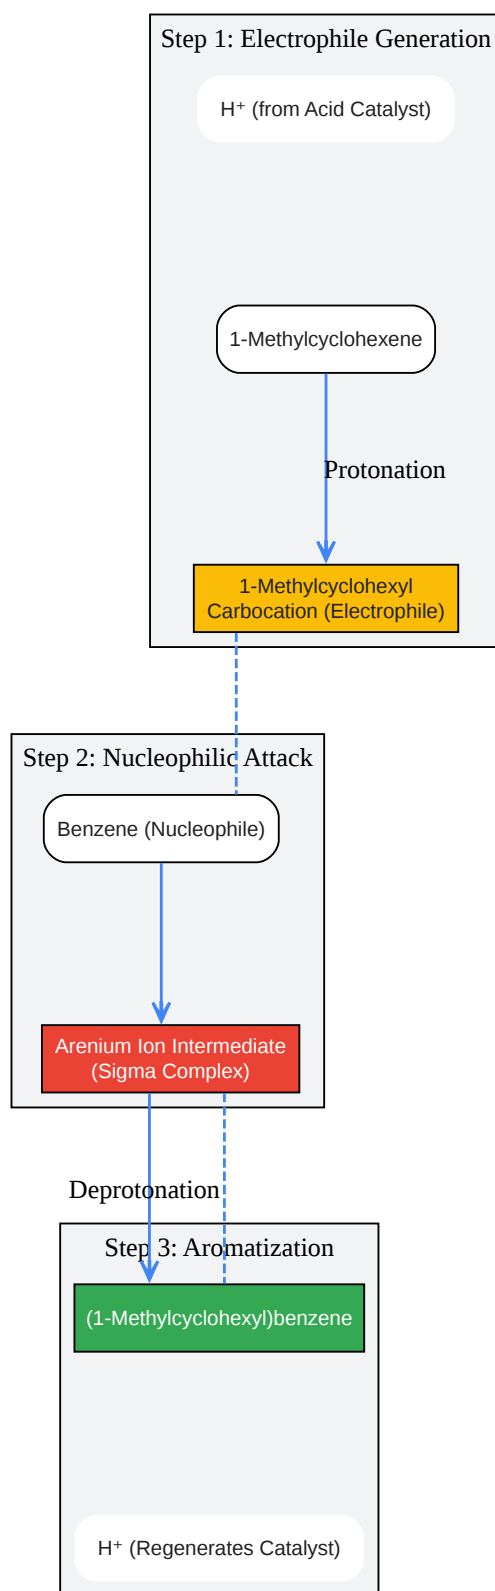 Step 1: Electrophile Generation
H⁺ (from Acid Catalyst)
1-Methylcyclohexene
Protonation
1-Methylcyclohexyl
Carbocation (Electrophile)
Step 2: Nucleophilic Attack
Benzene (Nucleophile)
Arenium Ion Intermediate
(Sigma Complex)
Deprotonation
Step 3: Aromatization
(1-Methylcyclohexyl)benzene
H⁺ (Regenerates Catalyst)